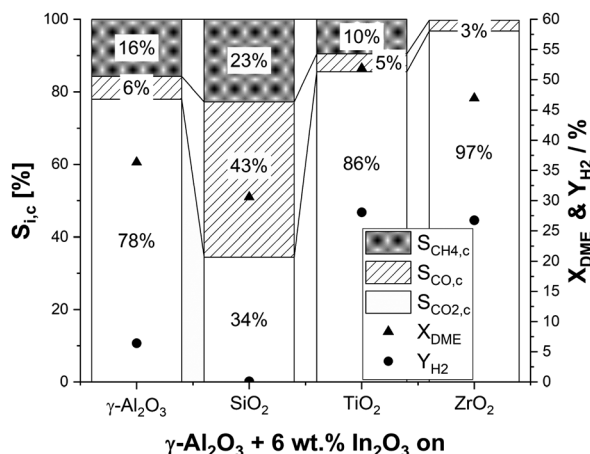 100
80
60
40
20
0
S_i,c [%]
16%
6%
78%
23%
43%
34%
10%
5%
86%
3%
97%
S_CH4,c
S_CO,c
S_CO2,c
X_DME
Y_H2
60
55
50
45
40
35
30
25
20
15
10
5
0
X_DME & Y_H2 / %
γ-Al₂O₃
SiO₂
TiO₂
ZrO₂
γ-Al₂O₃ + 6 wt.% In₂O₃ on